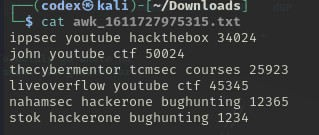 ┌──(codex㉿kali)-[~/Downloads]
└─$ cat awk_1611727975315.txt
ippsec youtube hackthebox 34024
john youtube ctf 50024
thecybermentor tcmsec courses 25923
liveoverflow youtube ctf 45345
nahamsec hackerone bughunting 12365
stok hackerone bughunting 1234